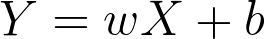 Y = wX + b